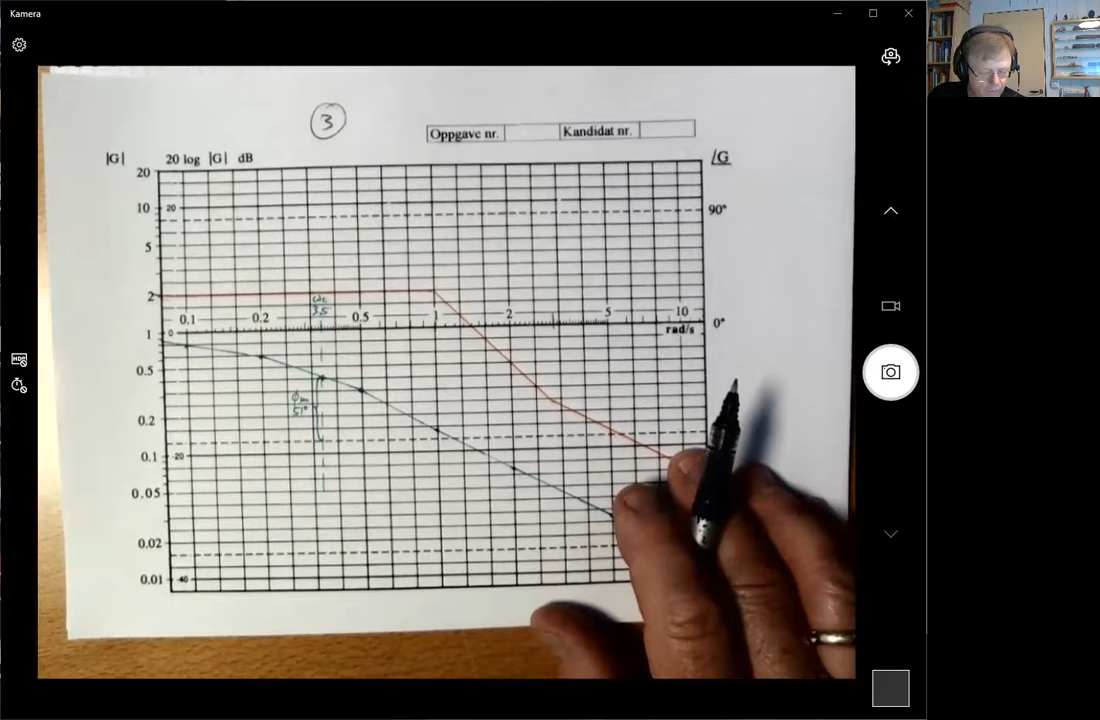 Kamera
3
Oppgave nr. Kandidat nr.
|G| 20 log |G| dB /G
20
10 20 90°
5
2
ωc
3.5
0.1 0.2 0.5 1 2 5 10
rad/s 0°
1 0
0.5
φm
51°
0.2
0.1 -20
0.05
0.02
0.01 -40
HDR